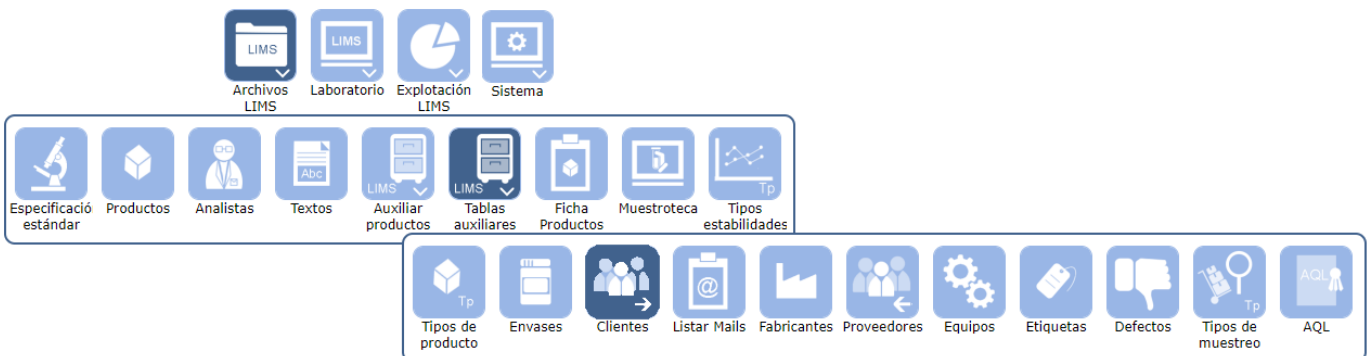 LIMS
LIMS
Archivos
LIMS
Laboratorio
Explotación
LIMS
Sistema
Especificació
estándar
Productos
Analistas
Abc
Textos
LIMS
Auxiliar
productos
LIMS
Tablas
auxiliares
Ficha
Productos
Muestroteca
Tp
Tipos
estabilidades
Tp
Tipos de
producto
Envases
Clientes
@
Listar Mails
Fabricantes
Proveedores
Equipos
Etiquetas
Defectos
Tp
Tipos de
muestreo
AQL
AQL